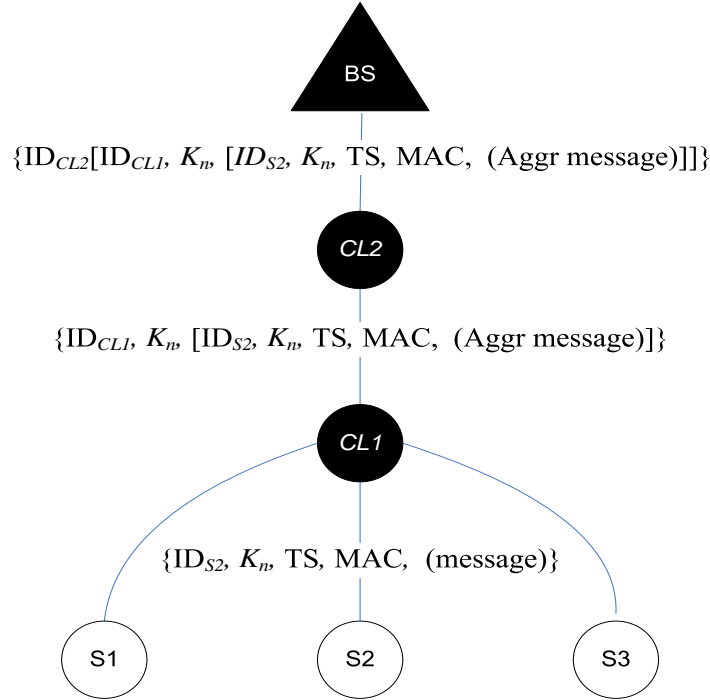 BS
{ID_CL2[ID_CL1, K_n, [ID_S2, K_n, TS, MAC, (Aggr message)]]}
CL2
{ID_CL1, K_n, [ID_S2, K_n, TS, MAC, (Aggr message)]}
CL1
{ID_S2, K_n, TS, MAC, (message)}
S1 S2 S3